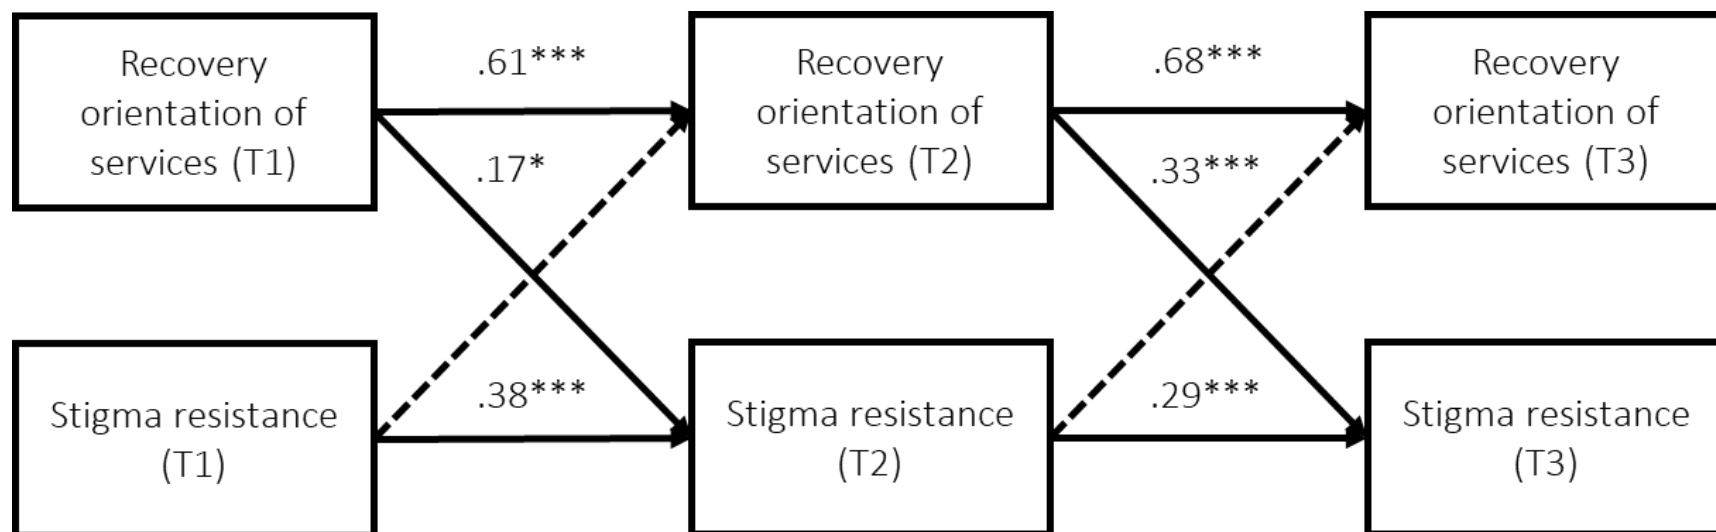 Recovery
orientation of
services (T1)
.61***
.17*
Recovery
orientation of
services (T2)
.68***
.33***
Recovery
orientation of
services (T3)
Stigma resistance
(T1)
.38***
Stigma resistance
(T2)
.29***
Stigma resistance
(T3)